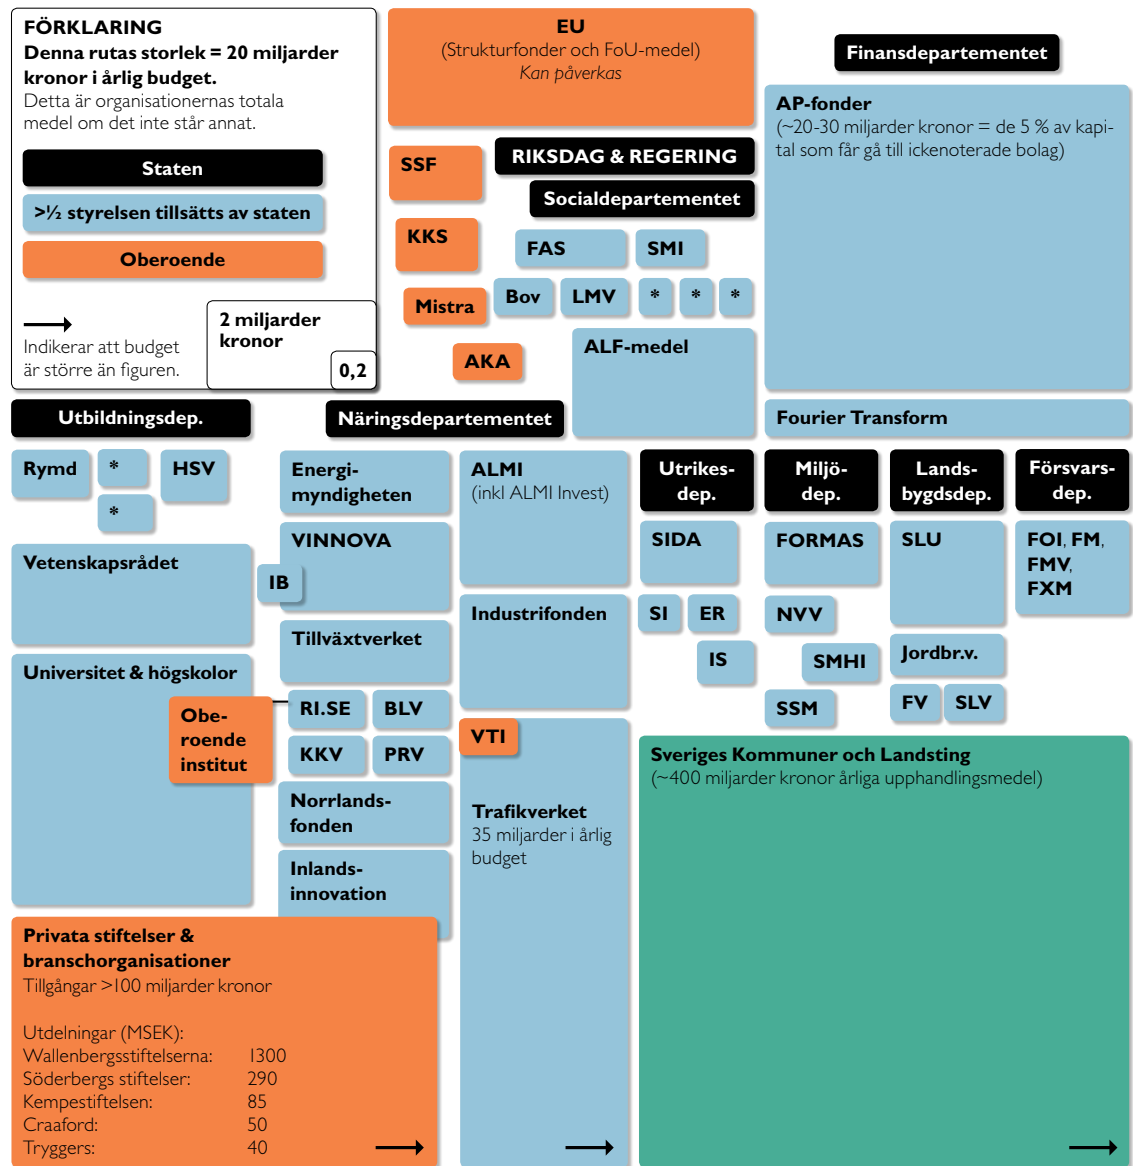 FÖRKLARING
Denna rutas storlek = 20 miljarder
kronor i årlig budget.
Detta är organisationernas totala
medel om det inte står annat.
Staten
>½ styrelsen tillsätts av staten
Oberoende
Indikerar att budget
är större än figuren.
2 miljarder
kronor
0,2
EU
(Strukturfonder och FoU-medel)
Kan påverkas
Finansdepartementet
AP-fonder
(~20-30 miljarder kronor = de 5 % av kapi-
tal som får gå till ickenoterade bolag)
SSF
RIKSDAG & REGERING
Socialdepartementet
KKS
FAS
SMI
Mistra
Bov
LMV
*
*
*
AKA
ALF-medel
Fourier Transform
Utbildningsdep.
Näringsdepartementet
Rymd
*
HSV
*
Vetenskapsrådet
Universitet & högskolor
Obe-
roende
institut
Energi-
myndigheten
VINNOVA
IB
Tillväxtverket
RI.SE
BLV
KKV
PRV
Norrlands-
fonden
Inlands-
innovation
ALMI
(inkl ALMI Invest)
Industrifonden
VTI
Trafikverket
35 miljarder i årlig
budget
Utrikes-
dep.
SIDA
SI
ER
IS
Miljö-
dep.
FORMAS
NVV
SMHI
SSM
Lands-
bygdsdep.
SLU
Jordbr.v.
FV
SLV
Försvars-
dep.
FOI, FM,
FMV,
FXM
Sveriges Kommuner och Landsting
(~400 miljarder kronor årliga upphandlingsmedel)
Privata stiftelser &
branschorganisationer
Tillgångar >100 miljarder kronor
Utdelningar (MSEK):
Wallenbergsstiftelserna: 1300
Söderbergs stiftelser: 290
Kempestiftelsen: 85
Craaford: 50
Tryggers: 40